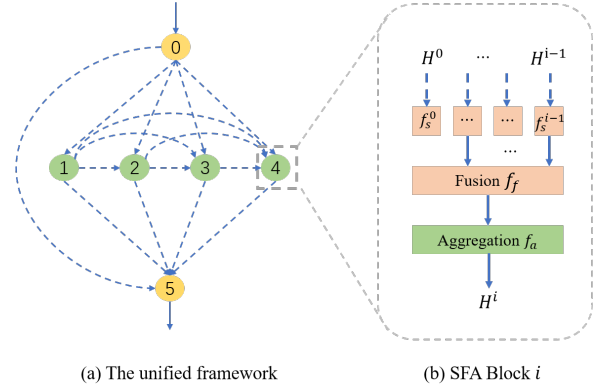 0
1
2
3
4
5
(a) The unified framework
H^0 ... H^{i-1}
f_s^0 ... ... f_s^{i-1}
...
Fusion f_f
Aggregation f_a
H^i
(b) SFA Block i